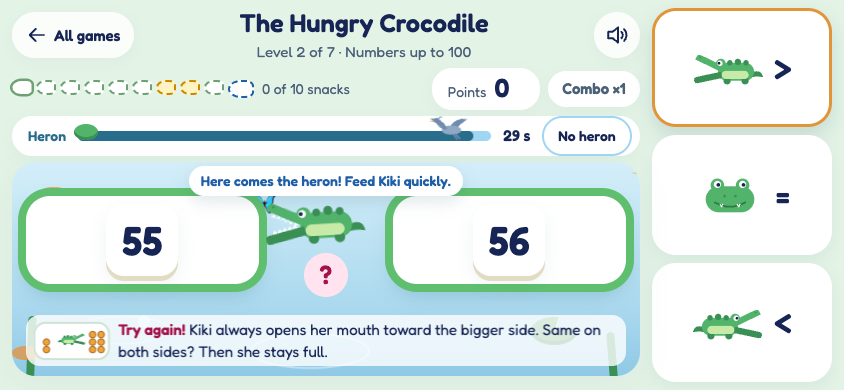 All games
The Hungry Crocodile
Level 2 of 7 · Numbers up to 100
0 of 10 snacks
Points 0
Combo ×1
Heron
29 s
No heron
Here comes the heron! Feed Kiki quickly.
55
56
?
Try again! Kiki always opens her mouth toward the bigger side. Same on
both sides? Then she stays full.
>
=
<